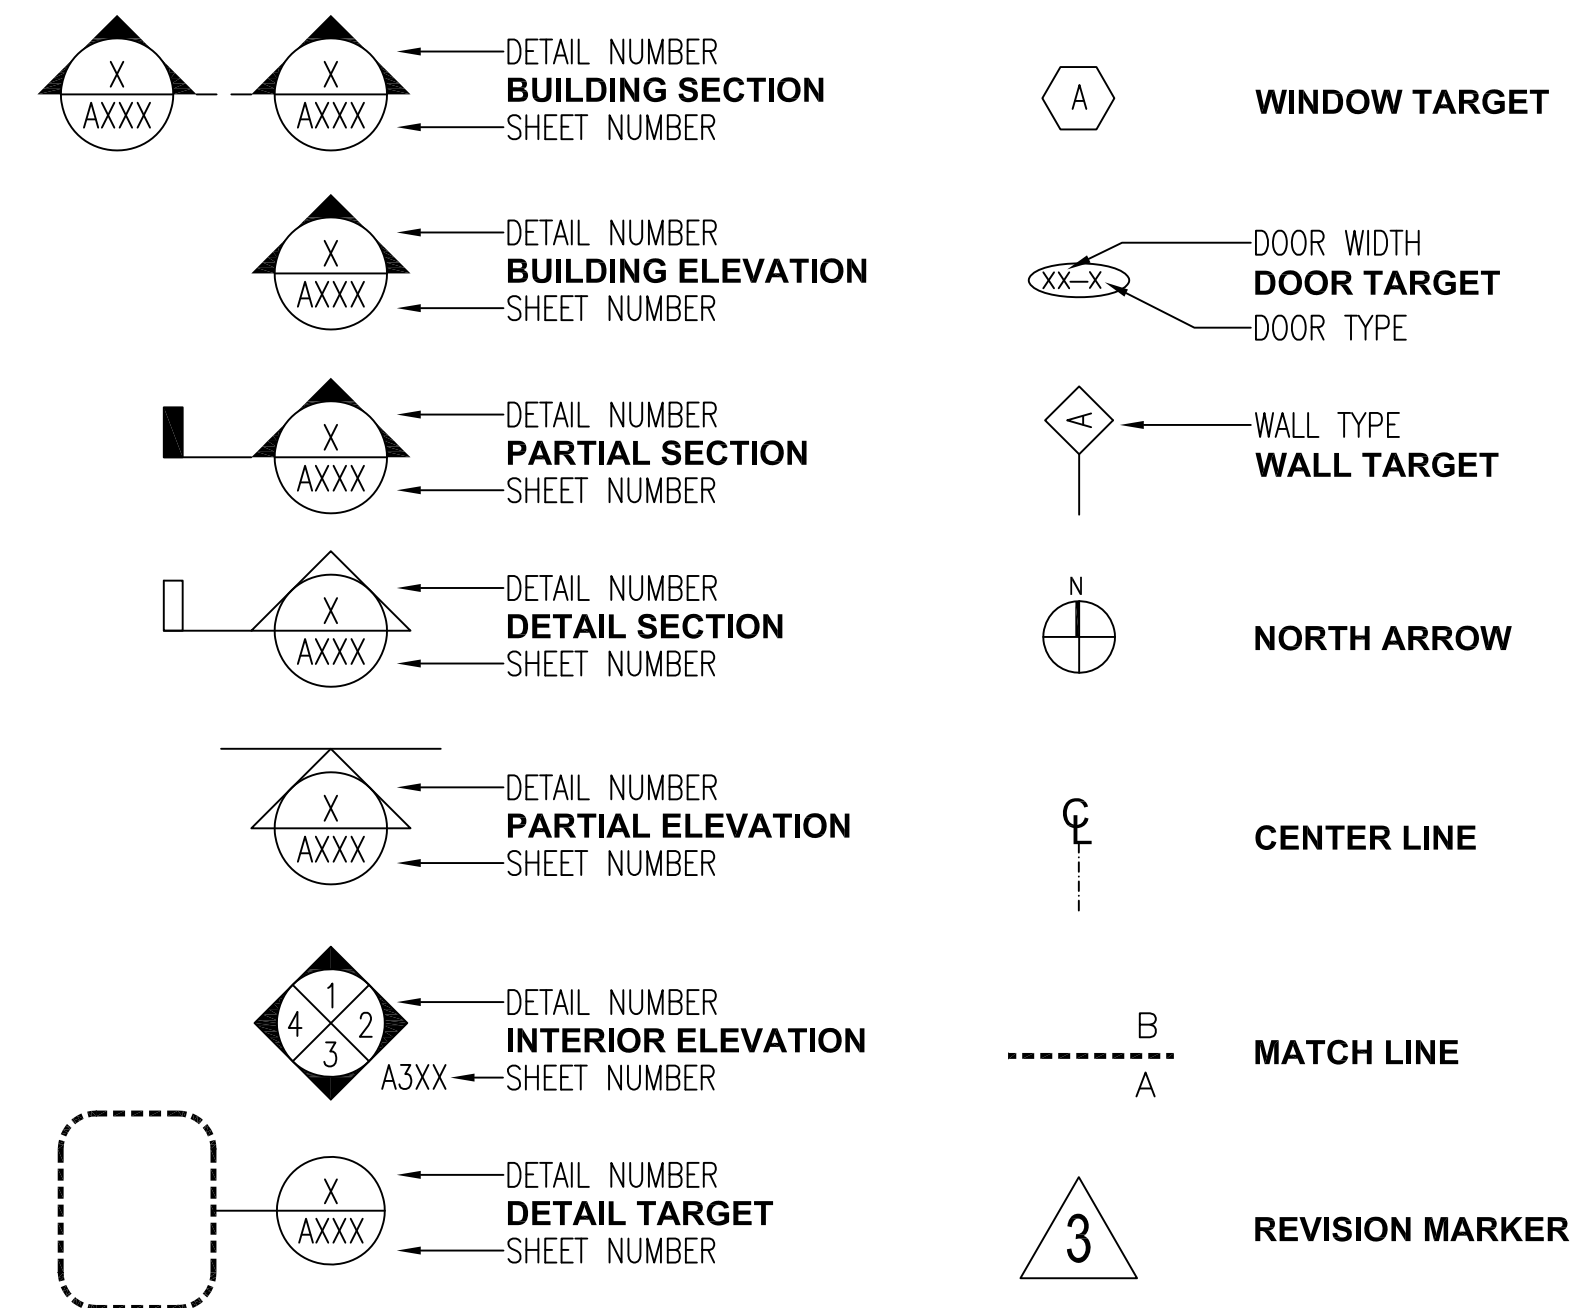 X
AXXX
X
AXXX
DETAIL NUMBER
BUILDING SECTION
SHEET NUMBER
X
AXXX
DETAIL NUMBER
BUILDING ELEVATION
SHEET NUMBER
X
AXXX
DETAIL NUMBER
PARTIAL SECTION
SHEET NUMBER
X
AXXX
DETAIL NUMBER
DETAIL SECTION
SHEET NUMBER
X
AXXX
DETAIL NUMBER
PARTIAL ELEVATION
SHEET NUMBER
1
4 2
3
A3XX
DETAIL NUMBER
INTERIOR ELEVATION
SHEET NUMBER
X
AXXX
DETAIL NUMBER
DETAIL TARGET
SHEET NUMBER
A
WINDOW TARGET
XX-X
DOOR WIDTH
DOOR TARGET
DOOR TYPE
A
WALL TYPE
WALL TARGET
N
NORTH ARROW
CL
CENTER LINE
B
A
MATCH LINE
3
REVISION MARKER